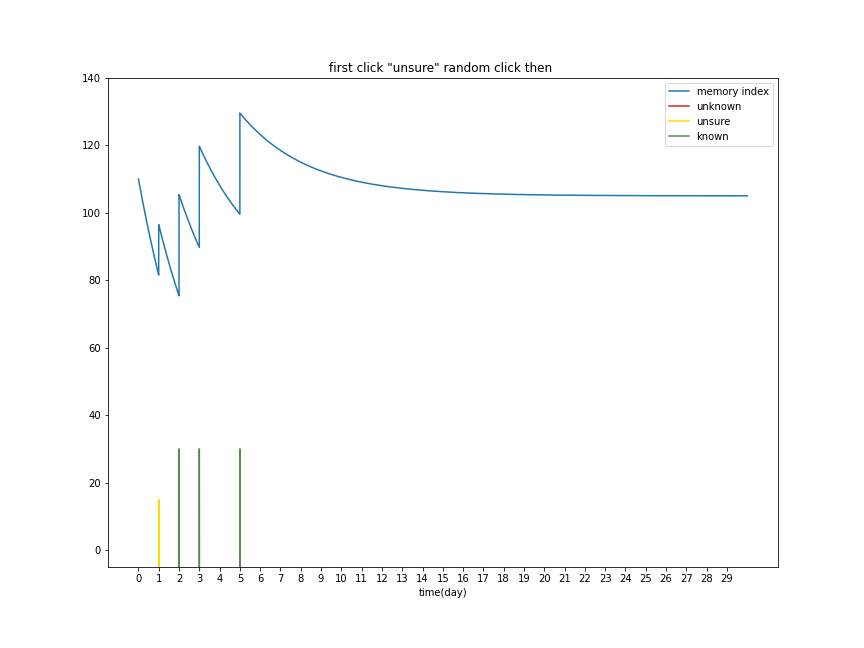 first click "unsure" random click then
140
120
100
80
60
40
20
0
memory index
unknown
unsure
known
0 1 2 3 4 5 6 7 8 9 10 11 12 13 14 15 16 17 18 19 20 21 22 23 24 25 26 27 28 29
time(day)